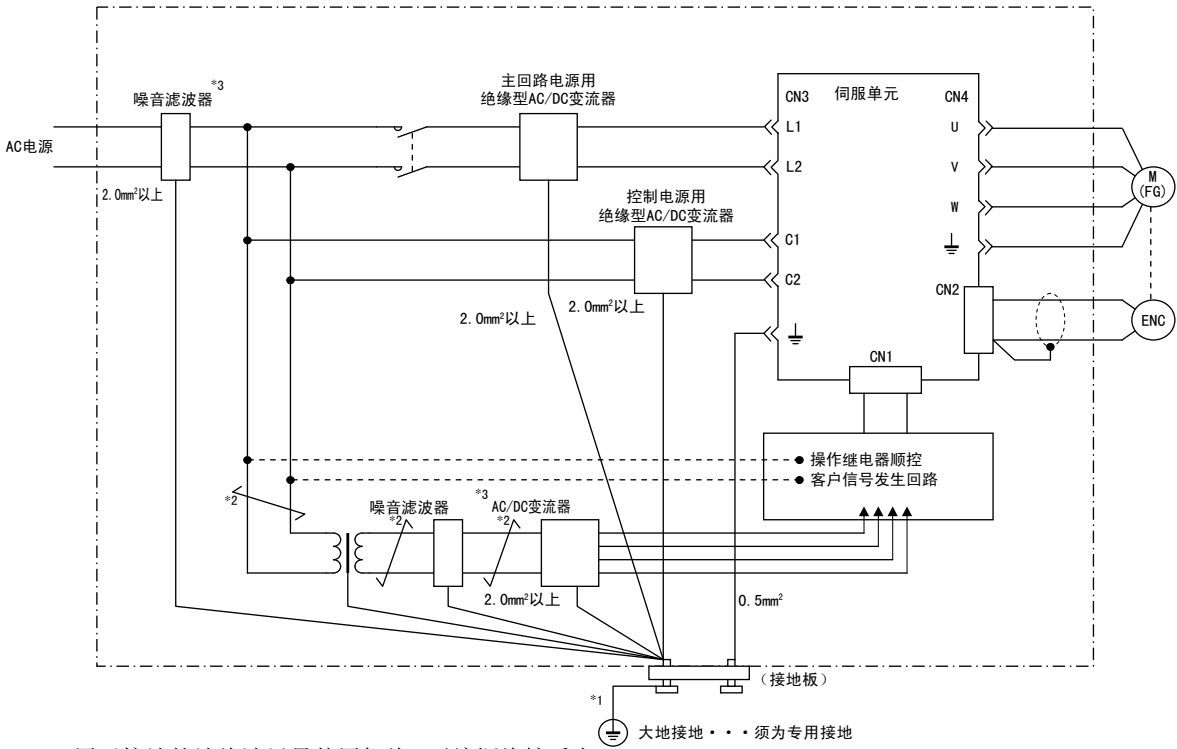 噪音滤波器*3
主回路电源用
绝缘型AC/DC变流器
CN3
伺服单元
CN4
AC电源
L1
U
L2
V
M
(FG)
2.0mm²以上
控制电源用
绝缘型AC/DC变流器
W
C1
C2
CN2
2.0mm²以上
2.0mm²以上
ENC
CN1
操作继电器顺控
客户信号发生回路
*2
噪音滤波器
*3
AC/DC变流器
*2
*2
2.0mm²以上
0.5mm²
(接地板)
*1
大地接地・・・须为专用接地